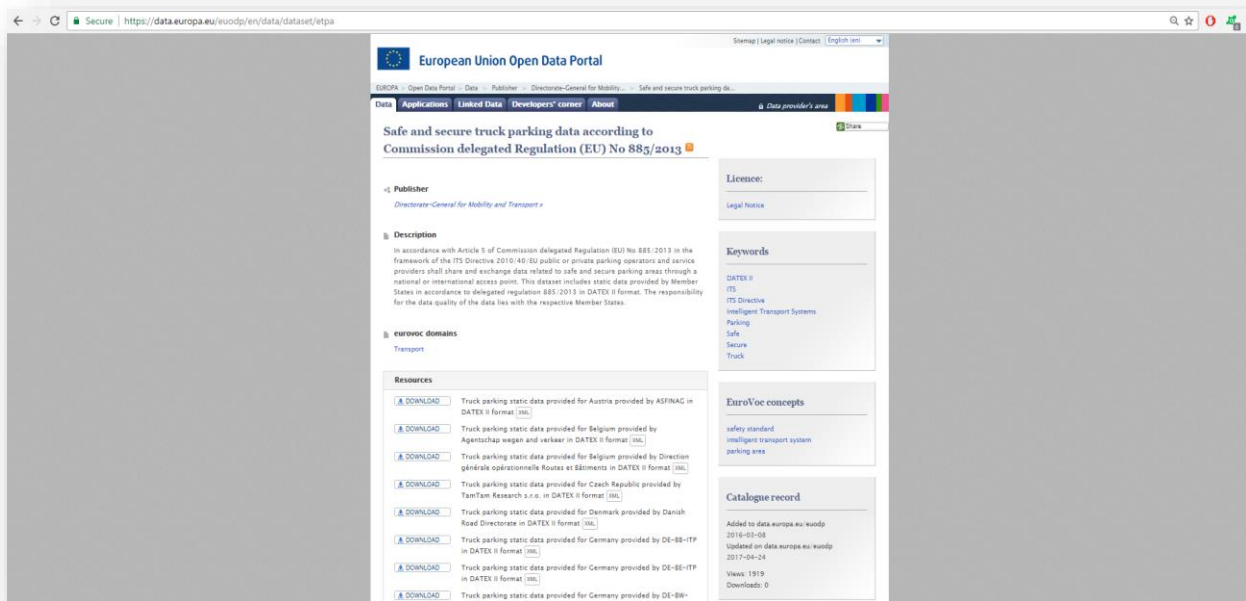 Secure | https://data.europa.eu/euodp/en/data/dataset/etpa
Sitemap | Legal notice | Contact English (en)
European Union Open Data Portal
EUROPA > Open Data Portal > Data > Publisher > Directorate-General for Mobility... > Safe and secure truck parking da...
Data Applications Linked Data Developers' corner About
Data provider's area
Share
Safe and secure truck parking data according to
Commission delegated Regulation (EU) No 885/2013
Publisher
Directorate-General for Mobility and Transport »
Description
In accordance with Article 5 of Commission delegated Regulation (EU) No 885/2013 in the
framework of the ITS Directive 2010/40/EU public or private parking operators and service
providers shall share and exchange data related to safe and secure parking areas through a
national or international access point. This dataset includes static data provided by Member
States in accordance to delegated regulation 885/2013 in DATEX II format. The responsibility
for the data quality of the data lies with the respective Member States.
eurovoc domains
Transport
Resources
DOWNLOAD Truck parking static data provided for Austria provided by ASFINAG in
DATEX II format XML
DOWNLOAD Truck parking static data provided for Belgium provided by
Agentschap wegen and verkeer in DATEX II format XML
DOWNLOAD Truck parking static data provided for Belgium provided by Direction
générale opérationnelle Routes et Bâtiments in DATEX II format XML
DOWNLOAD Truck parking static data provided for Czech Republic provided by
TamTam Research s.r.o. in DATEX II format XML
DOWNLOAD Truck parking static data provided for Denmark provided by Danish
Road Directorate in DATEX II format XML
DOWNLOAD Truck parking static data provided for Germany provided by DE-BB-ITP
in DATEX II format XML
DOWNLOAD Truck parking static data provided for Germany provided by DE-BE-ITP
in DATEX II format XML
DOWNLOAD Truck parking static data provided for Germany provided by DE-BW-
Licence:
Legal Notice
Keywords
DATEX II
ITS
ITS Directive
Intelligent Transport Systems
Parking
Safe
Secure
Truck
EuroVoc concepts
safety standard
intelligent transport system
parking area
Catalogue record
Added to data.europa.eu/euodp
2016-03-08
Updated on data.europa.eu/euodp
2017-04-24
Views: 1919
Downloads: 0